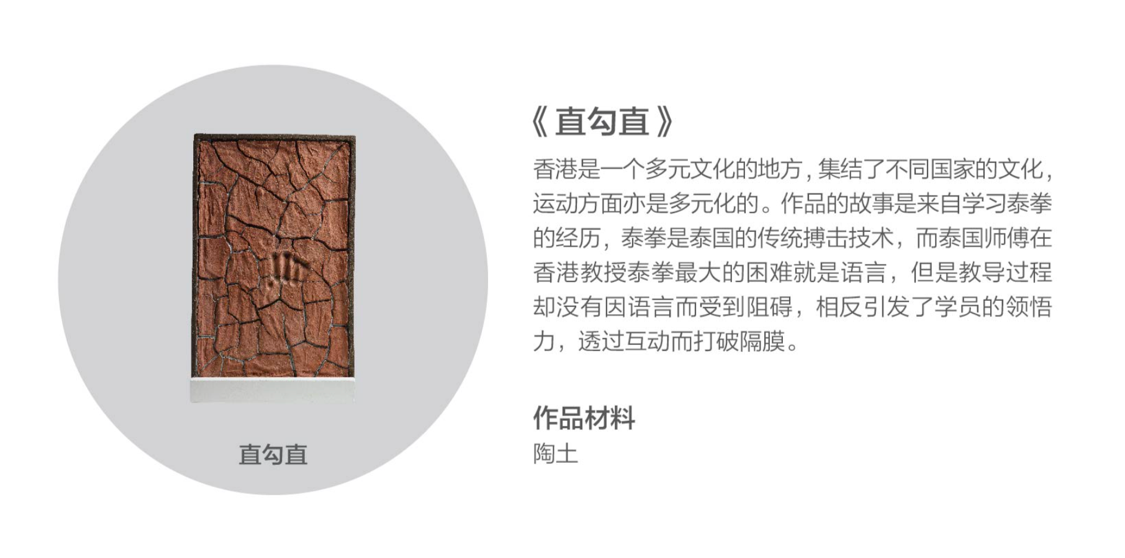 《直勾直》
香港是一个多元文化的地方，集结了不同国家的文化，
运动方面亦是多元化的。作品的故事是来自学习泰拳
的经历，泰拳是泰国的传统搏击技术，而泰国师傅在
香港教授泰拳最大的困难就是语言，但是教导过程
却没有因语言而受到阻碍，相反引发了学员的领悟
力，透过互动而打破隔膜。
作品材料
陶土
直勾直